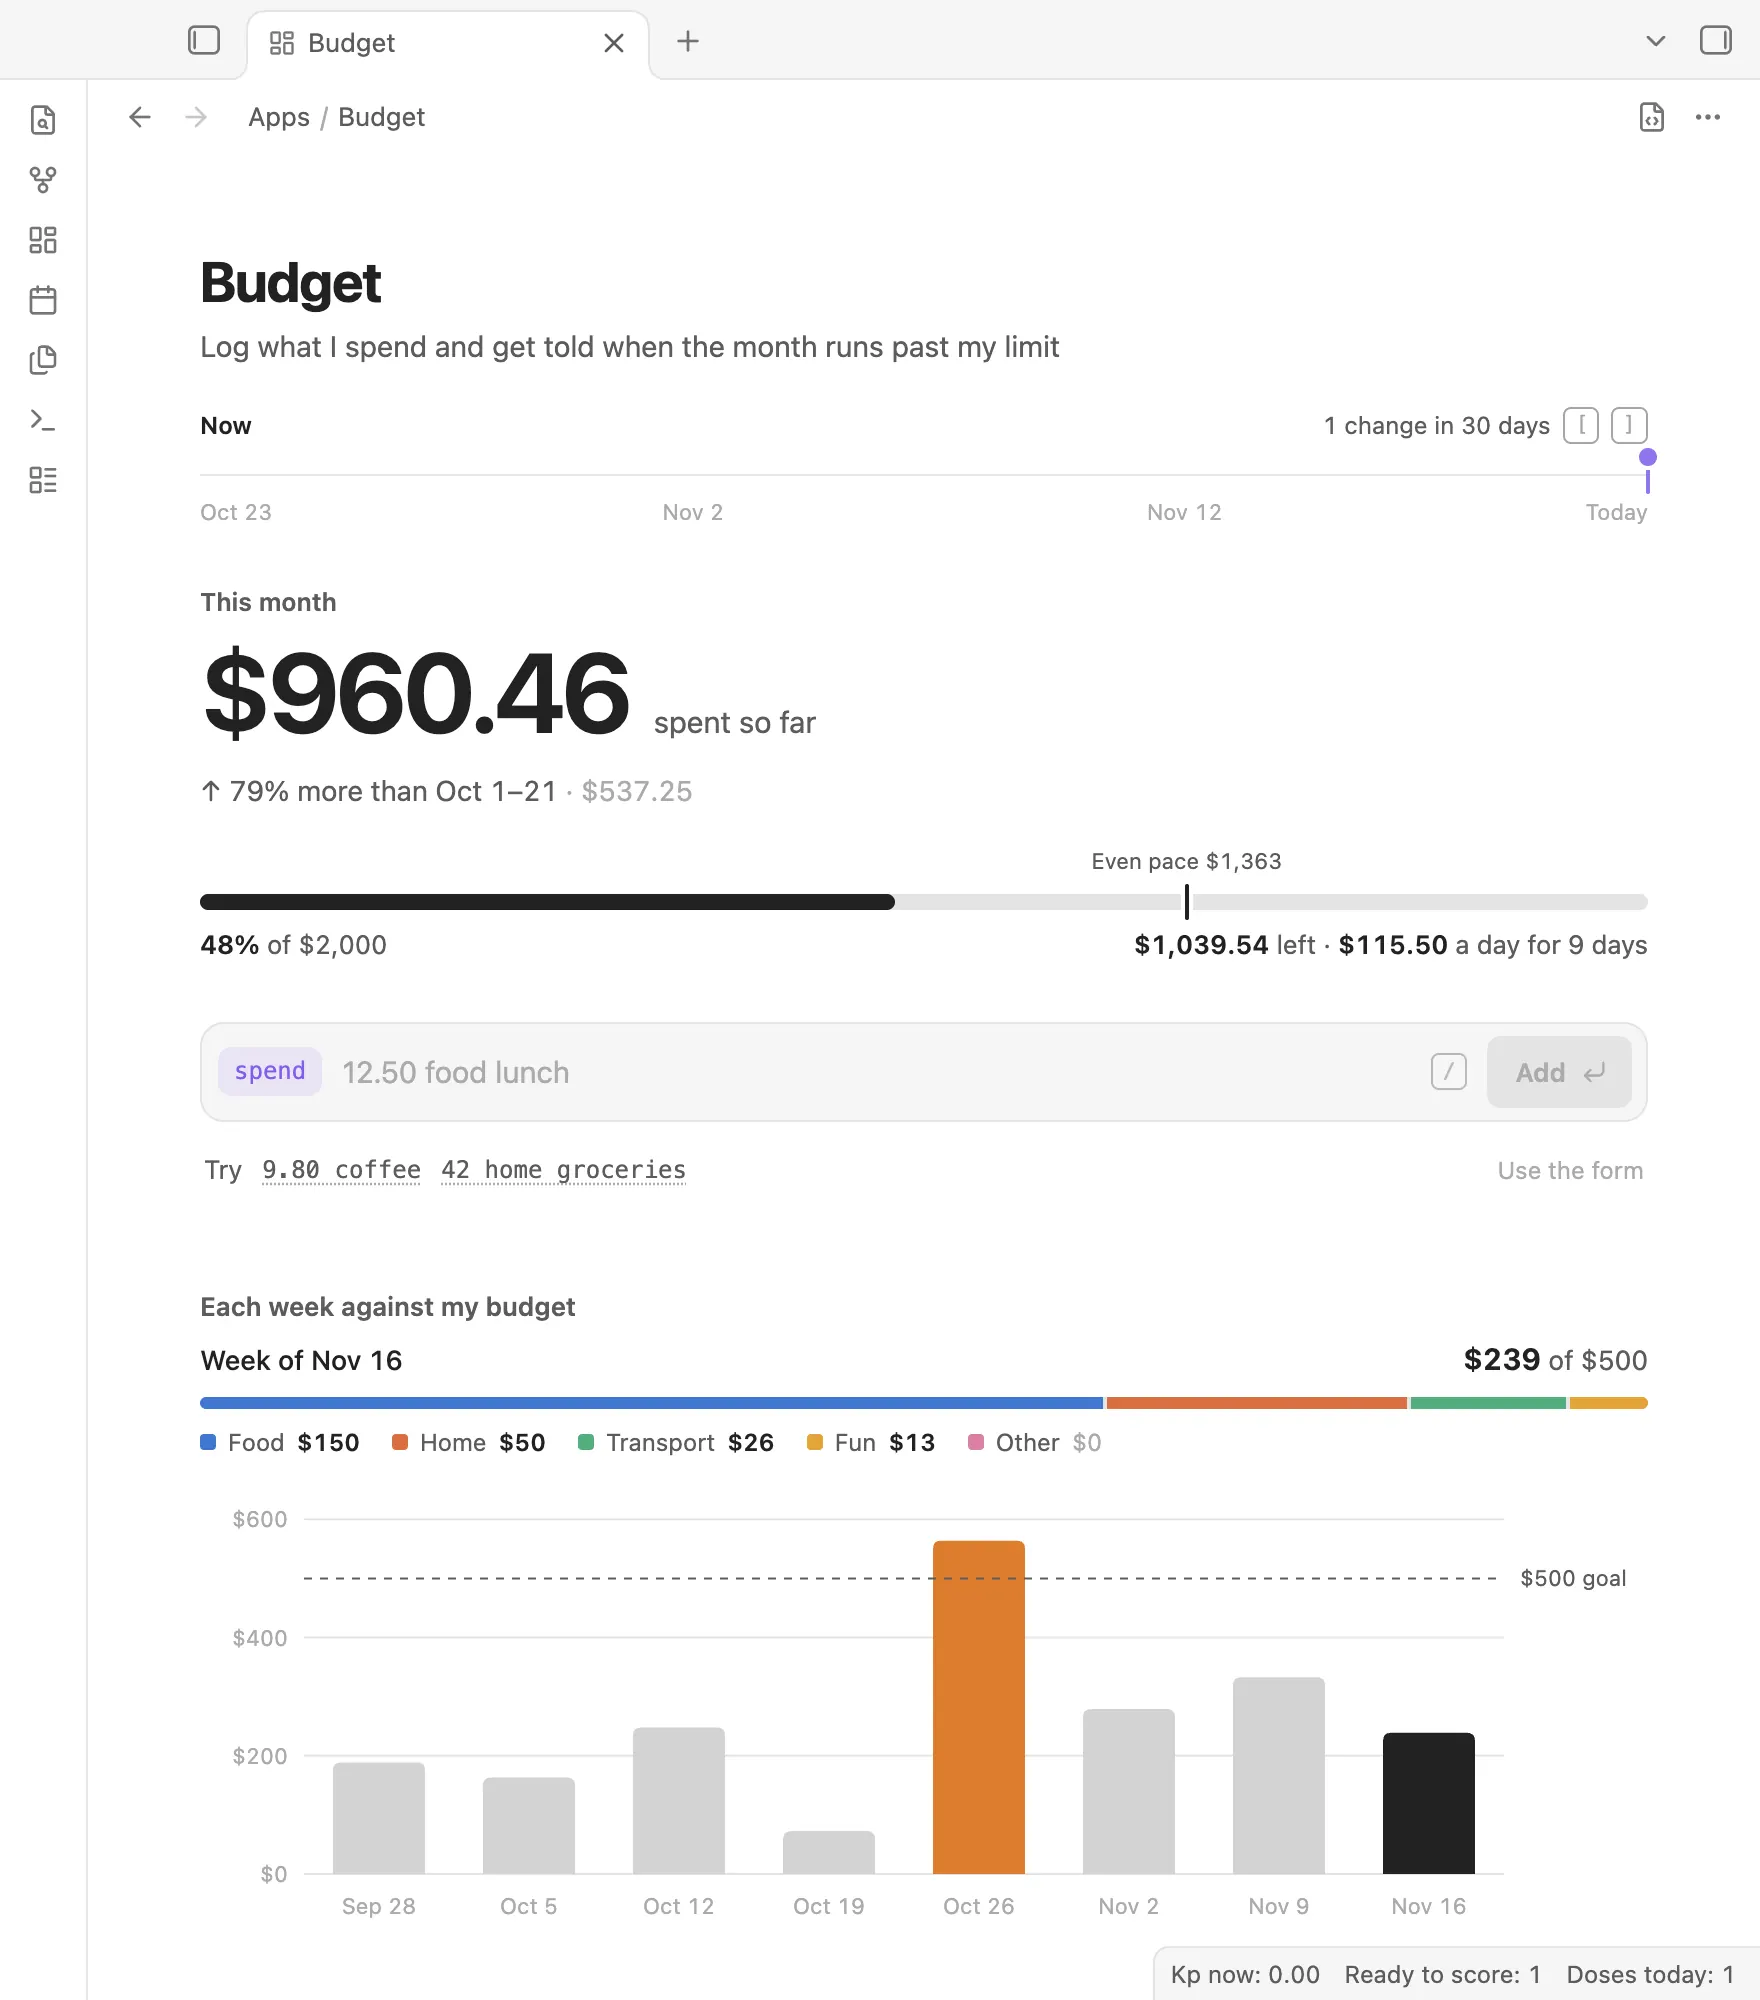 Budget
Apps / Budget
Budget
Log what I spend and get told when the month runs past my limit
Now
1 change in 30 days [ ]
Oct 23 Nov 2 Nov 12 Today
This month
$960.46 spent so far
↑ 79% more than Oct 1–21 · $537.25
Even pace $1,363
48% of $2,000
$1,039.54 left · $115.50 a day for 9 days
spend 12.50 food lunch / Add
Try 9.80 coffee 42 home groceries
Use the form
Each week against my budget
Week of Nov 16
$239 of $500
Food $150 Home $50 Transport $26 Fun $13 Other $0
$600
$500 goal
$400
$200
$0
Sep 28 Oct 5 Oct 12 Oct 19 Oct 26 Nov 2 Nov 9 Nov 16
Kp now: 0.00 Ready to score: 1 Doses today: 1